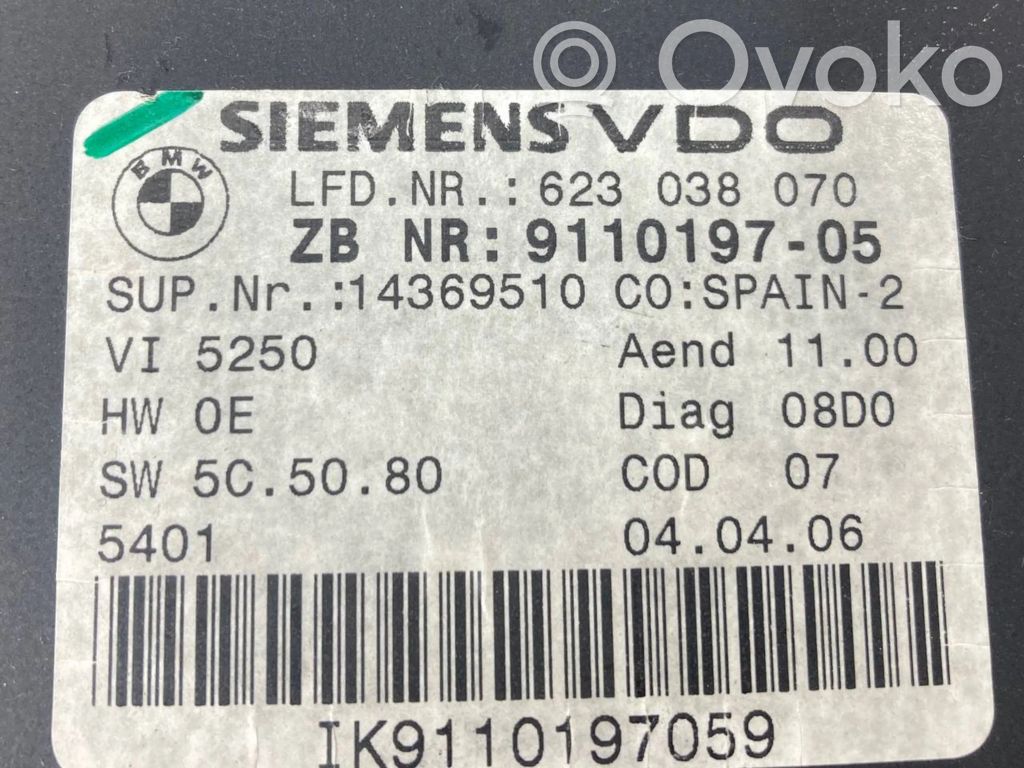 Ovoko
SIEMENS VDO
BMW
LFD.NR.:623 038 070
ZB NR:9110197-05
SUP.Nr.:14369510 CO:SPAIN-2
VI 5250 Aend 11.00
HW 0E Diag 08D0
SW 5C.50.80 COD 07
5401 04.04.06
IK9110197059